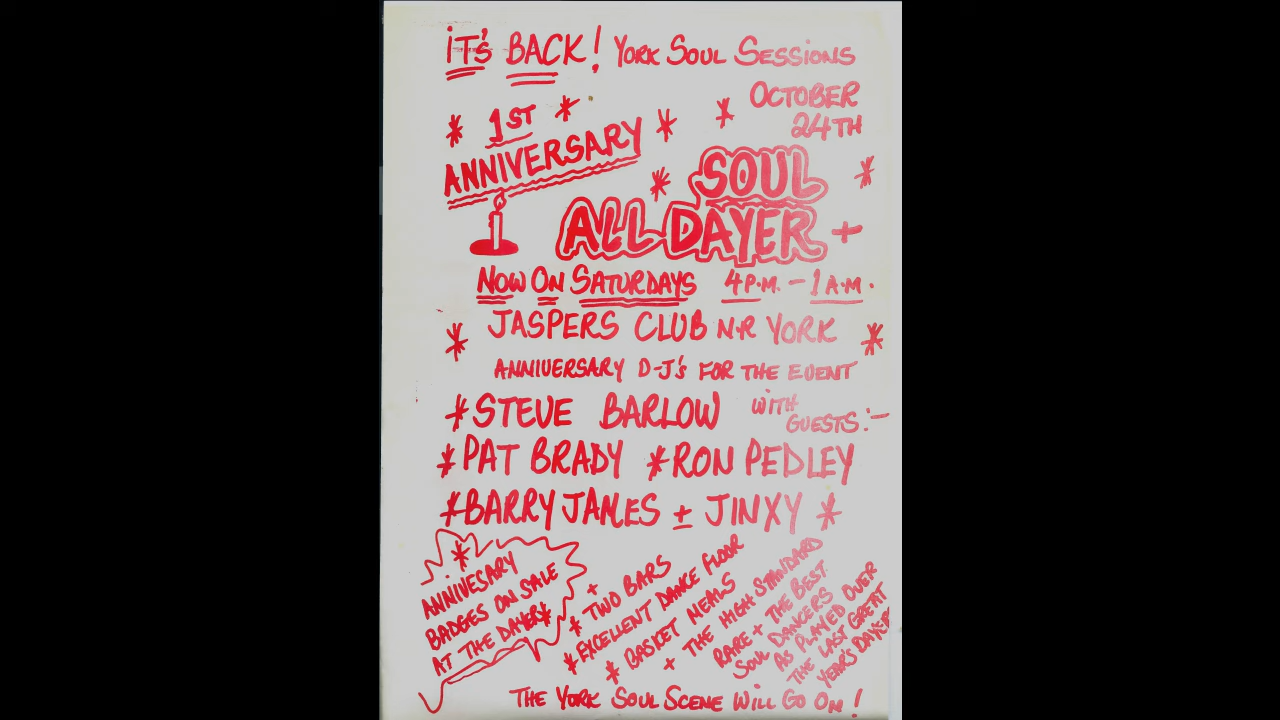 IT'S BACK! YORK SOUL SESSIONS
OCTOBER
24TH
* 1ST * * *
ANNIVERSARY
* SOUL *
ALL DAYER +
NOW ON SATURDAYS 4P.M. - 1A.M.
* JASPERS CLUB N·R YORK *
ANNIVERSARY D-J's FOR THE EVENT
*STEVE BARLOW WITH
GUESTS:-
*PAT BRADY *RON PEDLEY
*BARRY JAMES + JINXY *
*
ANNIVESARY
BADGES ON SALE
AT THE DAYER*
+
* TWO BARS
*EXCELLENT DANCE FLOOR
* BASKET MEALS
+ THE HIGH STANDARD
RARE + THE BEST
SOUL DANCERS
AS PLAYED OVER
THE LAST GREAT
YEAR'S DAYER
THE YORK SOUL SCENE WILL GO ON!